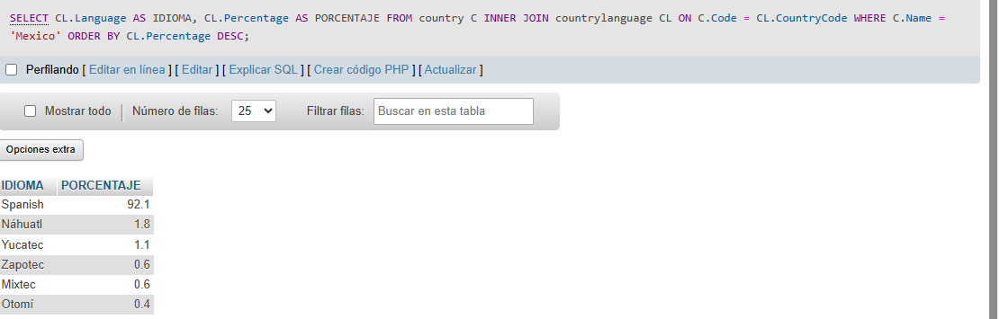 SELECT CL.Language AS IDIOMA, CL.Percentage AS PORCENTAJE FROM country C INNER JOIN countrylanguage CL ON C.Code = CL.CountryCode WHERE C.Name =
'Mexico' ORDER BY CL.Percentage DESC;
Perfilando [ Editar en línea ] [ Editar ] [ Explicar SQL ] [ Crear código PHP ] [ Actualizar ]
Mostrar todo Número de filas: 25 Filtrar filas: Buscar en esta tabla
Opciones extra
IDIOMA PORCENTAJE
Spanish 92.1
Náhuatl 1.8
Yucatec 1.1
Zapotec 0.6
Mixtec 0.6
Otomí 0.4